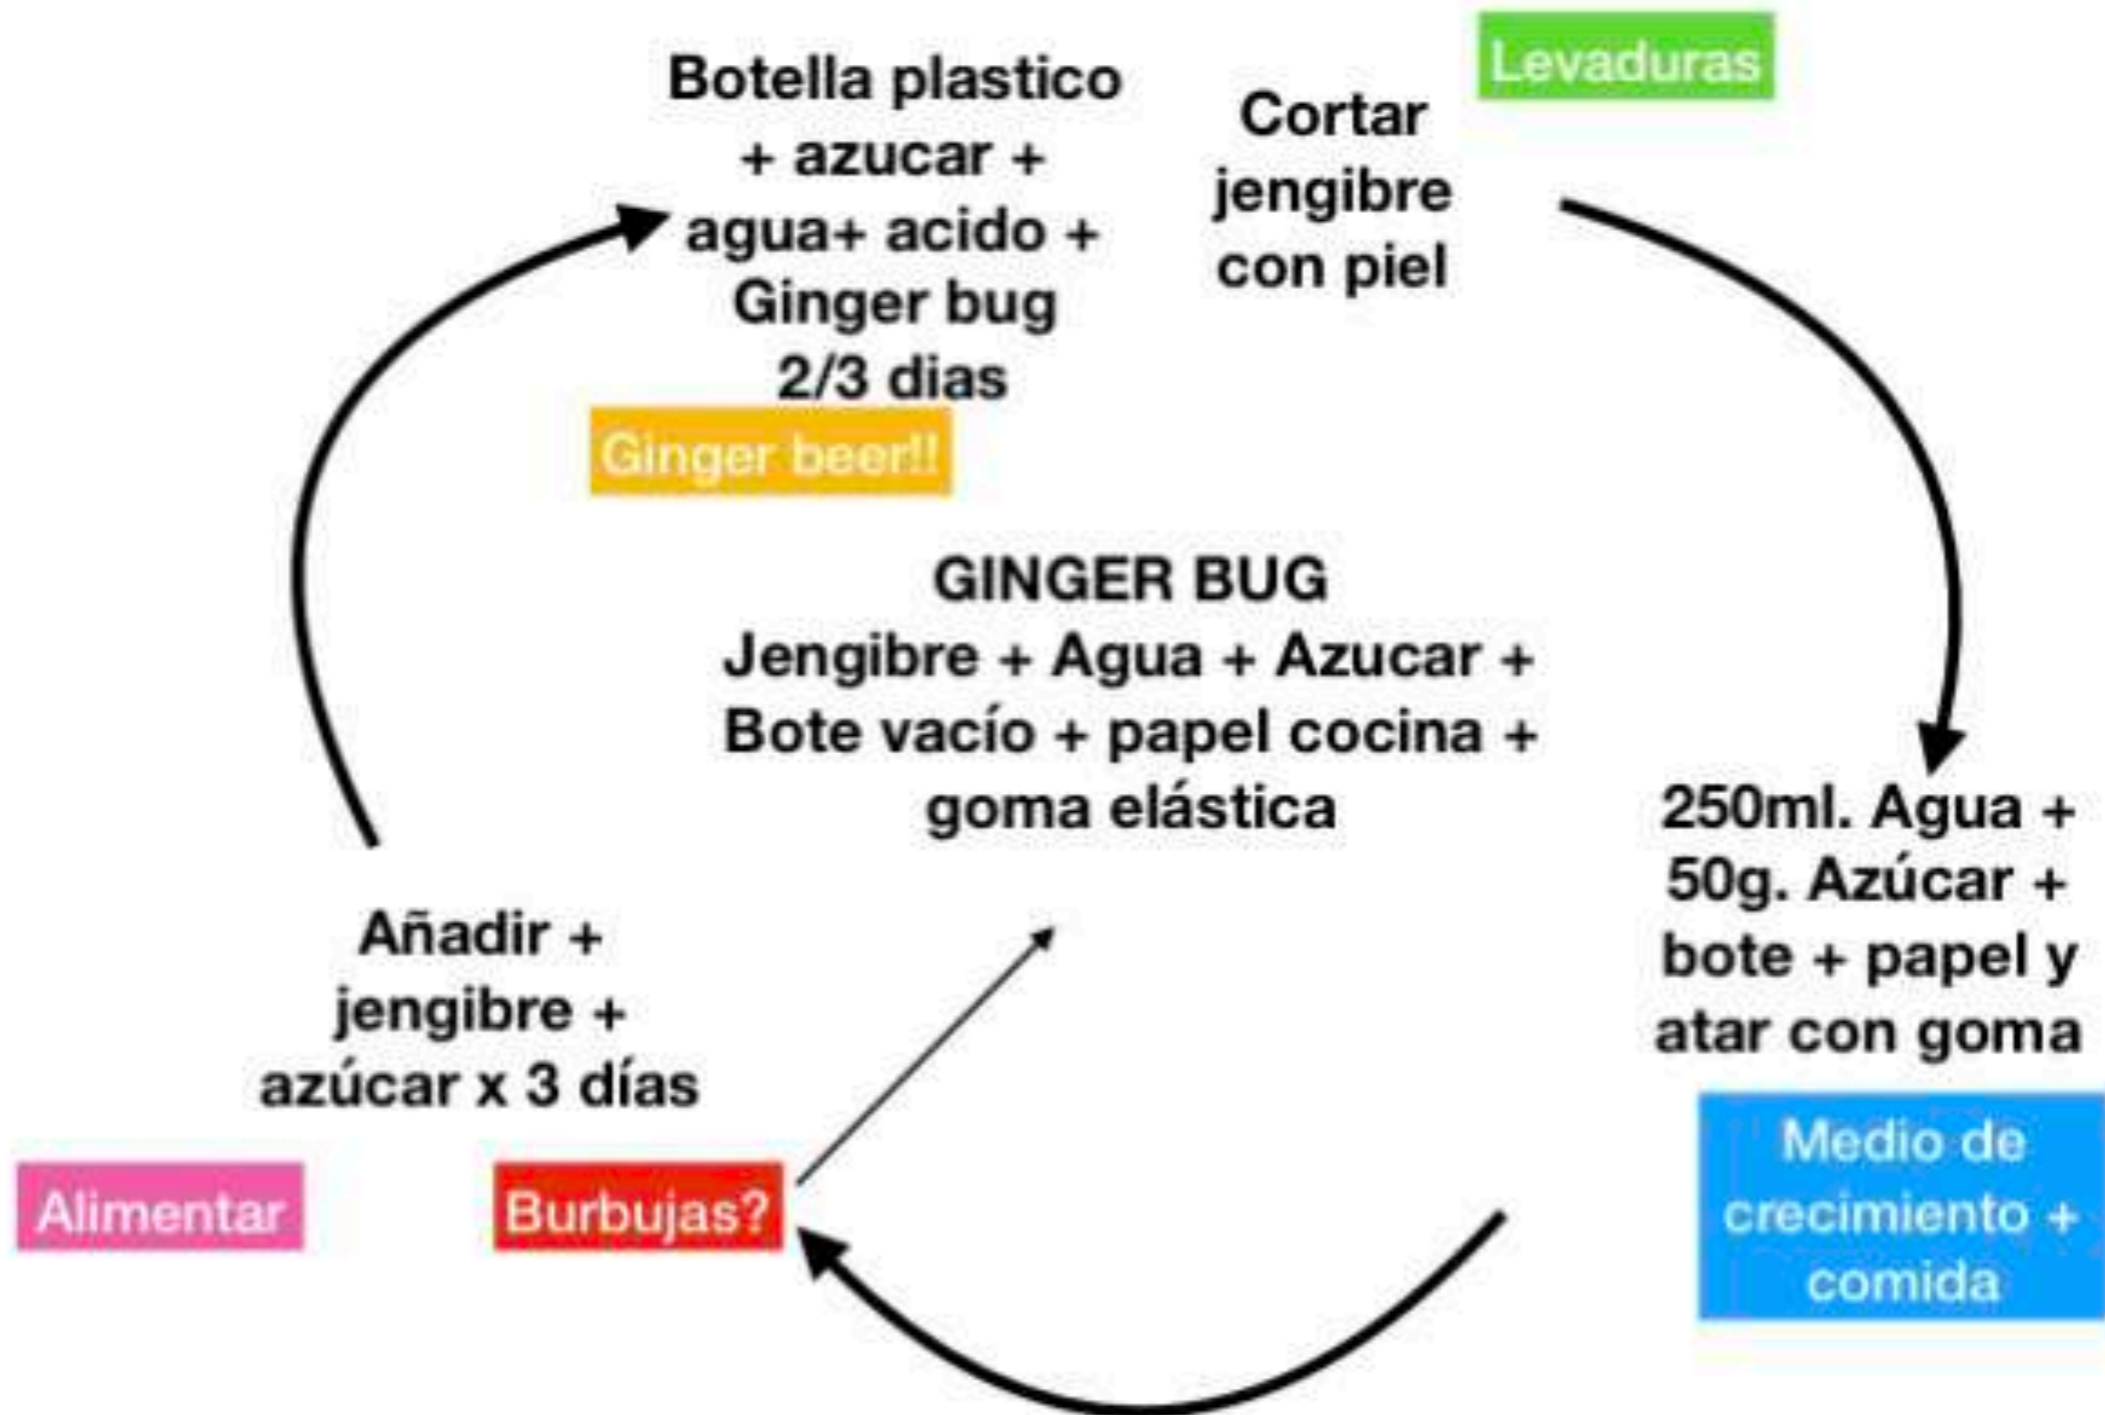 Levaduras
Cortar
jengibre
con piel
250ml. Agua +
50g. Azúcar +
bote + papel y
atar con goma
Medio de
crecimiento +
comida
Burbujas?
Añadir +
jengibre +
azúcar x 3 días
Alimentar
Botella plastico
+ azucar +
agua+ acido +
Ginger bug
2/3 dias
Ginger beer!!
GINGER BUG
Jengibre + Agua + Azucar +
Bote vacío + papel cocina +
goma elástica